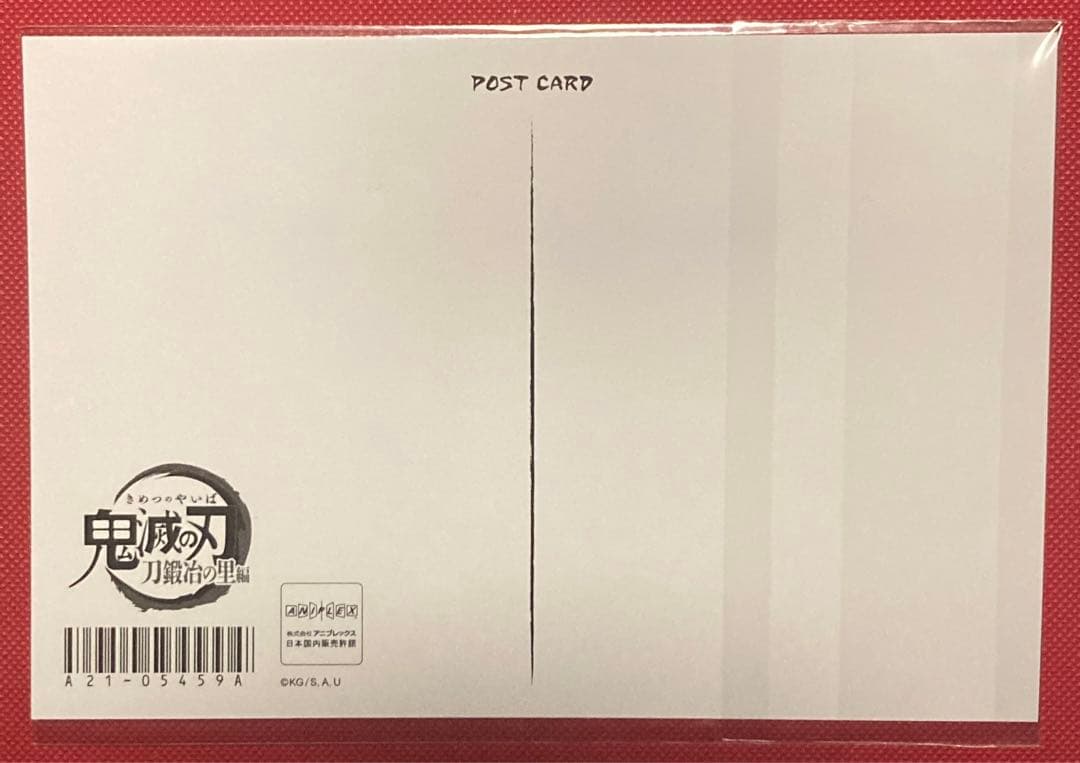 POST CARD
きめつのやいば
鬼滅の刃
刀鍛冶の里編
A21-05459A
ANIPLEX
株式会社アニプレックス
日本国内販売許諾
©KG/S,A,U